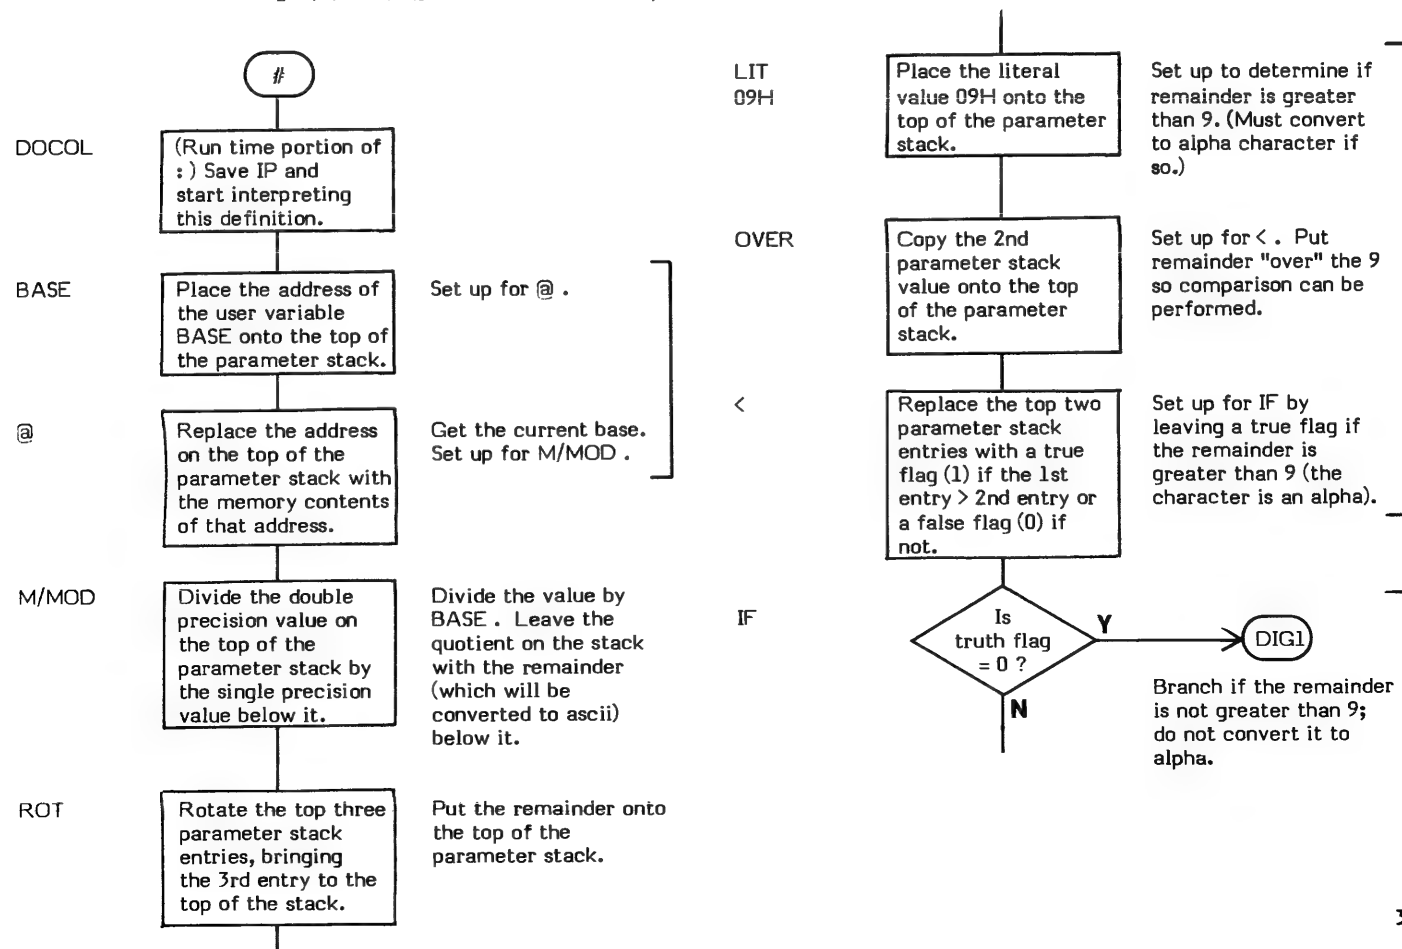 #
DOCOL
(Run time portion of
: ) Save IP and
start interpreting
this definition.
BASE
Place the address of
the user variable
BASE onto the top of
the parameter stack.
Set up for @ .
@
Replace the address
on the top of the
parameter stack with
the memory contents
of that address.
Get the current base.
Set up for M/MOD .
M/MOD
Divide the double
precision value on
the top of the
parameter stack by
the single precision
value below it.
Divide the value by
BASE . Leave the
quotient on the stack
with the remainder
(which will be
converted to ascii)
below it.
ROT
Rotate the top three
parameter stack
entries, bringing
the 3rd entry to the
top of the stack.
Put the remainder onto
the top of the
parameter stack.
LIT
09H
Place the literal
value 09H onto the
top of the parameter
stack.
Set up to determine if
remainder is greater
than 9. (Must convert
to alpha character if
so.)
OVER
Copy the 2nd
parameter stack
value onto the top
of the parameter
stack.
Set up for < . Put
remainder "over" the 9
so comparison can be
performed.
<
Replace the top two
parameter stack
entries with a true
flag (1) if the 1st
entry > 2nd entry or
a false flag (0) if
not.
Set up for IF by
leaving a true flag if
the remainder is
greater than 9 (the
character is an alpha).
IF
Is
truth flag
= 0 ?
Y
N
DIG1
Branch if the remainder
is not greater than 9;
do not convert it to
alpha.